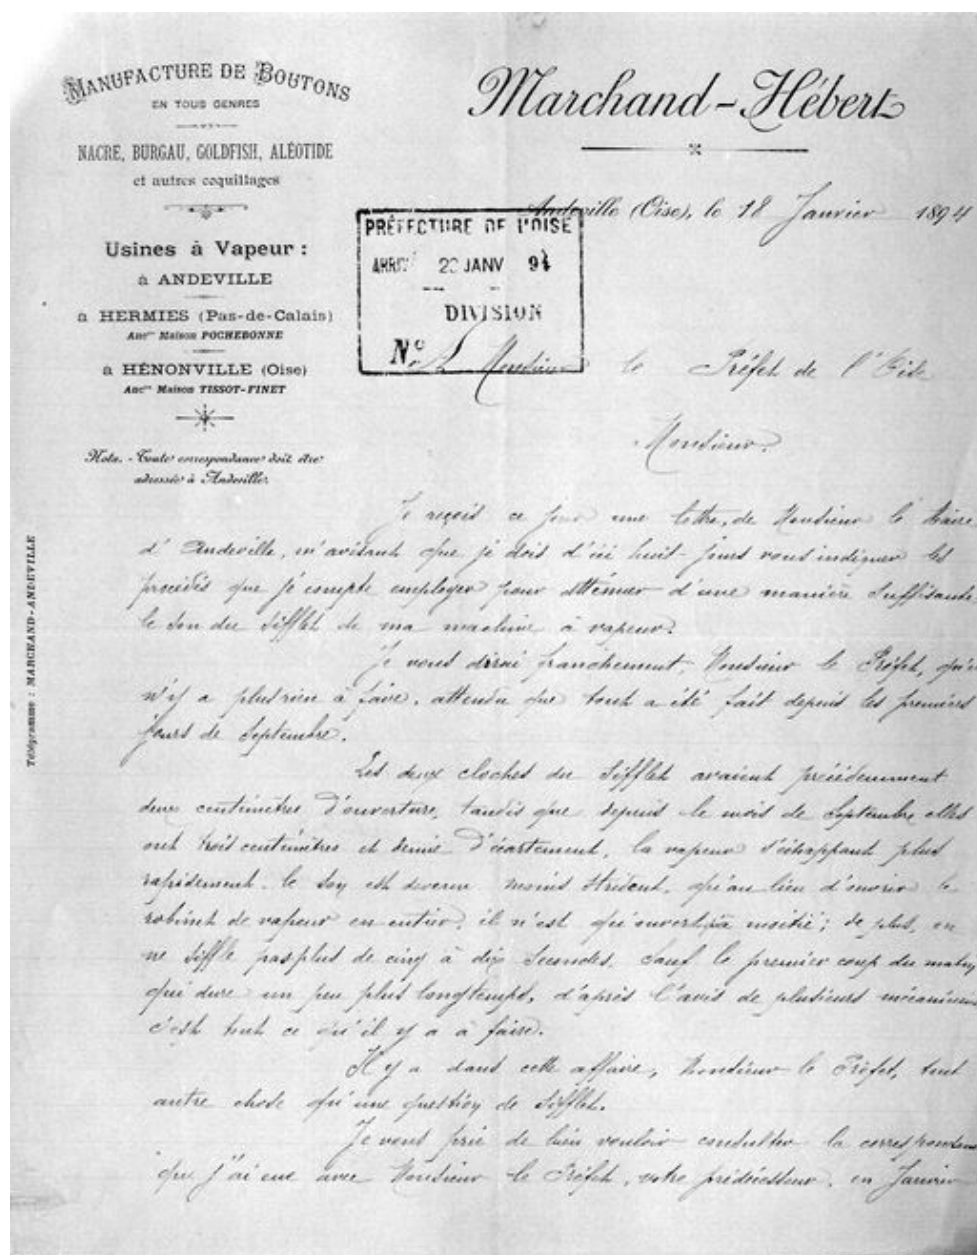 MANUFACTURE DE BOUTONS
EN TOUS GENRES
NACRE, BURGAU, GOLDFISH, ALÉOTIDE
et autres coquillages
Usines à Vapeur :
à ANDEVILLE
à HERMIES (Pas-de-Calais)
Anc^ne Maison POCHEBONNE
à HÉNONVILLE (Oise)
Anc^ne Maison TISSOT-FINET
Nota. - Toute correspondance doit être
adressée à Andeville.
Télégramme : MARCHAND-ANDEVILLE
Marchand-Hébert
Andeville (Oise), le 18 Janvier 1894
PRÉFECTURE DE L'OISE
ARRIVÉ 20 JANV 94
DIVISION
N°
A Monsieur le Préfet de l'Oise
Monsieur,
Je reçois ce jour une lettre, de Monsieur le Maire
d'Andeville, m'avisant que je dois d'ici huit jours vous indiquer les
procédés que je compte employer pour atténuer d'une manière suffisante
le son du sifflet de ma machine à vapeur.
Je vous dirai franchement, Monsieur le Préfet, qu'il
n'y a plus rien à faire, attendu que tout a été fait depuis les premiers
jours de Septembre.
Les deux cloches du sifflet avaient précédemment
deux centimètres d'ouverture, tandis que depuis le mois de Septembre elles
ont trois centimètres et demie d'écartement, la vapeur s'échappant plus
rapidement le son est devenu moins strident, qu'au lieu d'ouvrir le
robinet de vapeur en entier, il n'est qu'ouvert à moitié ; de plus, on
ne siffle pas plus de cinq à dix secondes, sauf le premier coup du matin,
qui dure un peu plus longtemps, d'après l'avis de plusieurs mécaniciens
c'est tout ce qu'il y a à faire.
Il y a dans cette affaire, Monsieur le Préfet, tout
autre chose qu'une question de sifflet.
Je vous prie de bien vouloir consulter la correspondance
que j'ai eue avec Monsieur le Préfet, votre prédécesseur, en Janvier